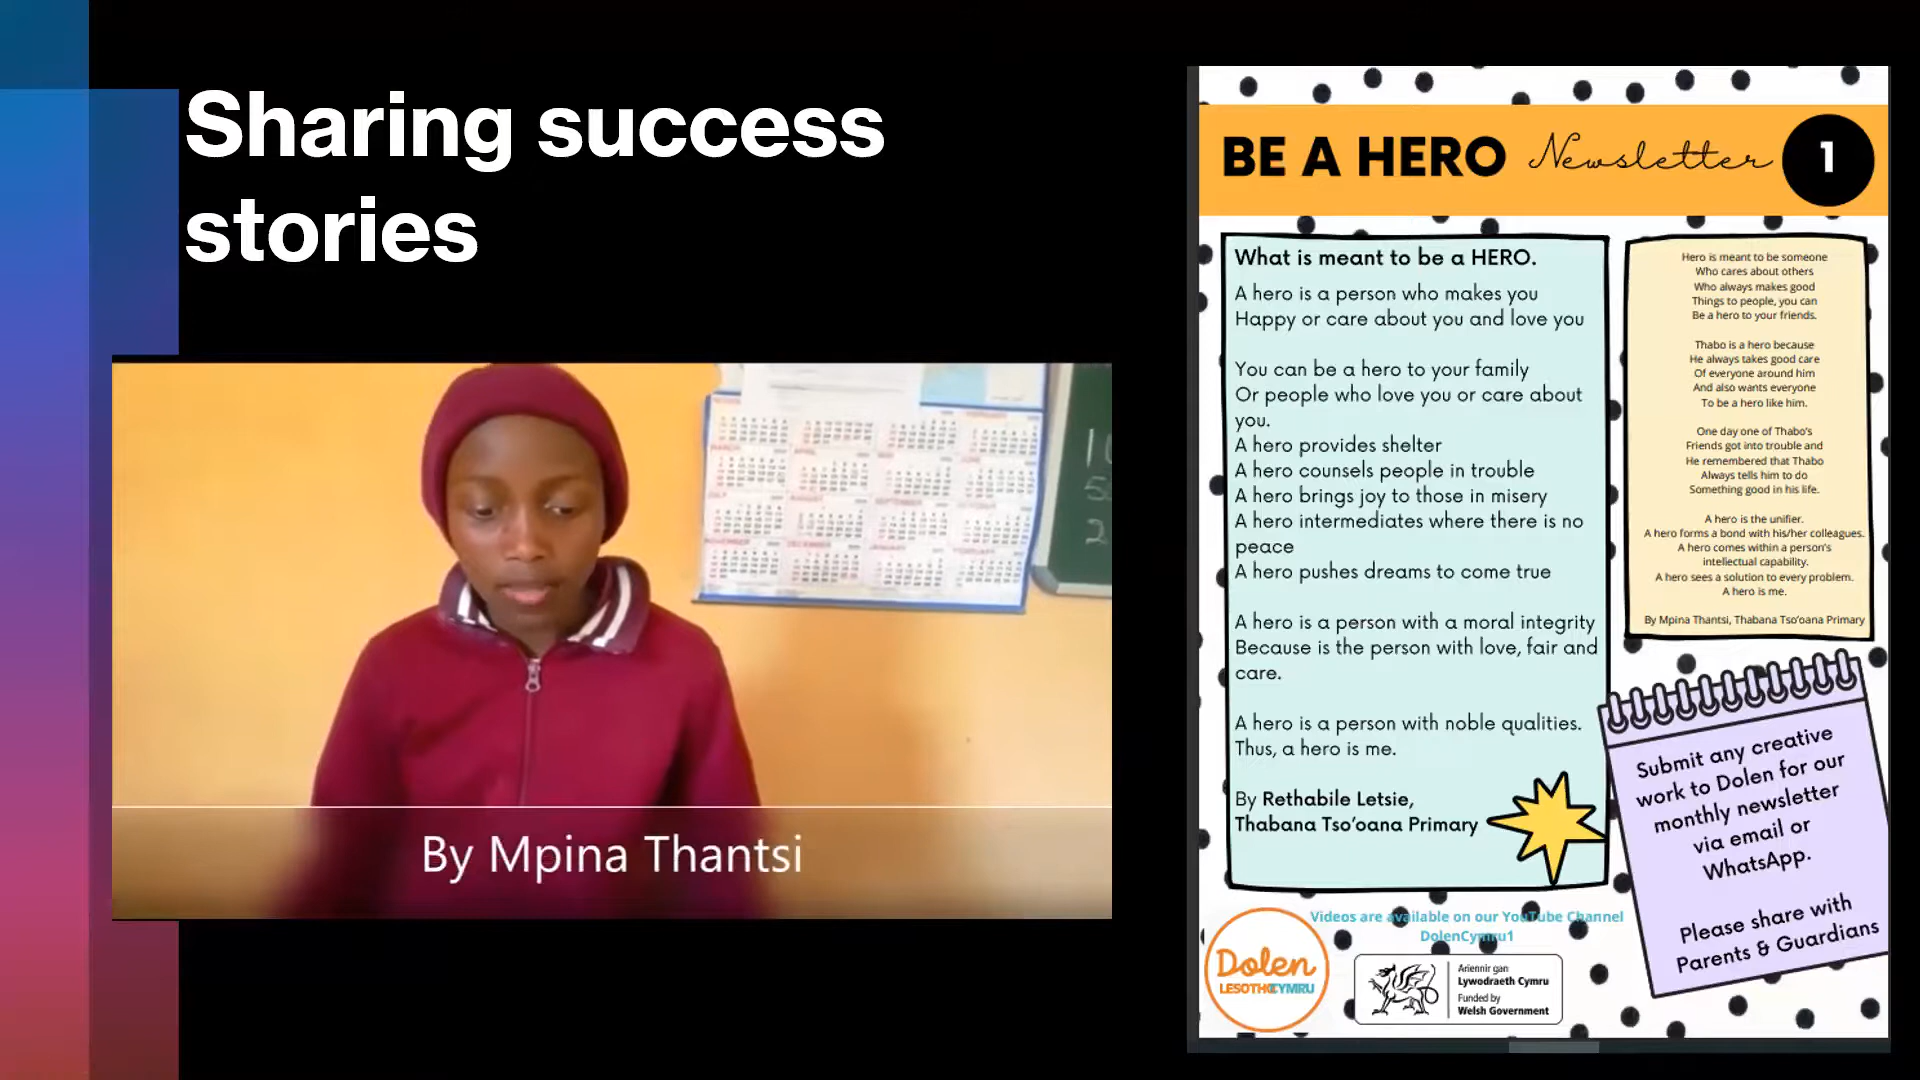 Sharing success
stories
By Mpina Thantsi
BE A HERO Newsletter 1
What is meant to be a HERO.
A hero is a person who makes you
Happy or care about you and love you
You can be a hero to your family
Or people who love you or care about
you.
A hero provides shelter
A hero counsels people in trouble
A hero brings joy to those in misery
A hero intermediates where there is no
peace
A hero pushes dreams to come true
A hero is a person with a moral integrity
Because is the person with love, fair and
care.
A hero is a person with noble qualities.
Thus, a hero is me.
By Rethabile Letsie,
Thabana Tso'oana Primary
Hero is meant to be someone
Who cares about others
Who always makes good
Things to people, you can
Be a hero to your friends.
Thabo is a hero because
He always takes good care
Of everyone around him
And also wants everyone
To be a hero like him.
One day one of Thabo's
Friends got into trouble and
He remembered that Thabo
Always tells him to do
Something good in his life.
A hero is the unifier.
A hero forms a bond with his/her colleagues.
A hero comes within a person's
intellectual capability.
A hero sees a solution to every problem.
A hero is me.
By Mpina Thantsi, Thabana Tso'oana Primary
Submit any creative
work to Dolen for our
monthly newsletter
via email or
WhatsApp.
Please share with
Parents & Guardians
Videos are available on our YouTube Channel
DolenCymru1
Dolen
LESOTHO CYMRU
Ariennir gan
Lywodraeth Cymru
Funded by
Welsh Government